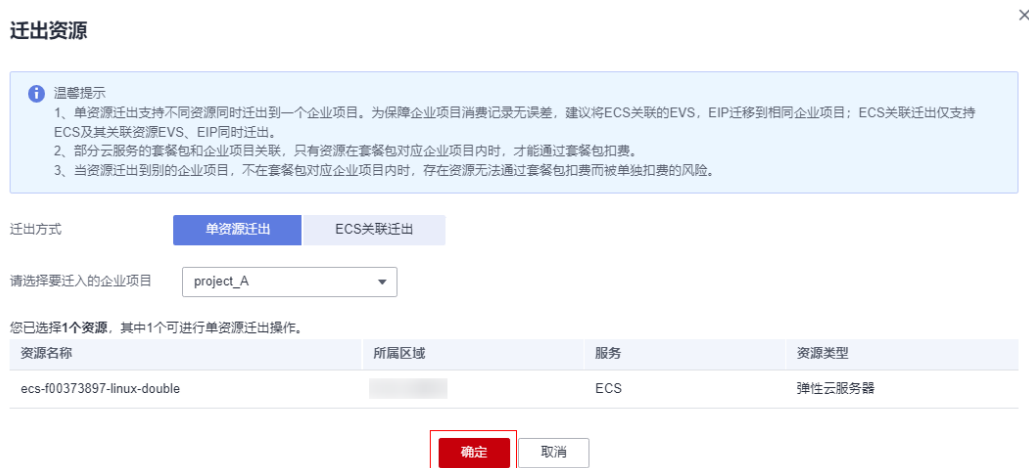 迁出资源
温馨提示
1、单资源迁出支持不同资源同时迁出到一个企业项目。为保障企业项目消费记录无误差，建议将ECS关联的EVS，EIP迁移到相同企业项目；ECS关联迁出仅支持
ECS及其关联资源EVS、EIP同时迁出。
2、部分云服务的套餐包和企业项目关联，只有资源在套餐包对应企业项目内时，才能通过套餐包扣费。
3、当资源迁出到别的企业项目，不在套餐包对应企业项目内时，存在资源无法通过套餐包扣费而被单独扣费的风险。
迁出方式 单资源迁出 ECS关联迁出
请选择要迁入的企业项目 project_A
您已选择1个资源，其中1个可进行单资源迁出操作。
资源名称 所属区域 服务 资源类型
ecs-f00373897-linux-double ECS 弹性云服务器
确定 取消